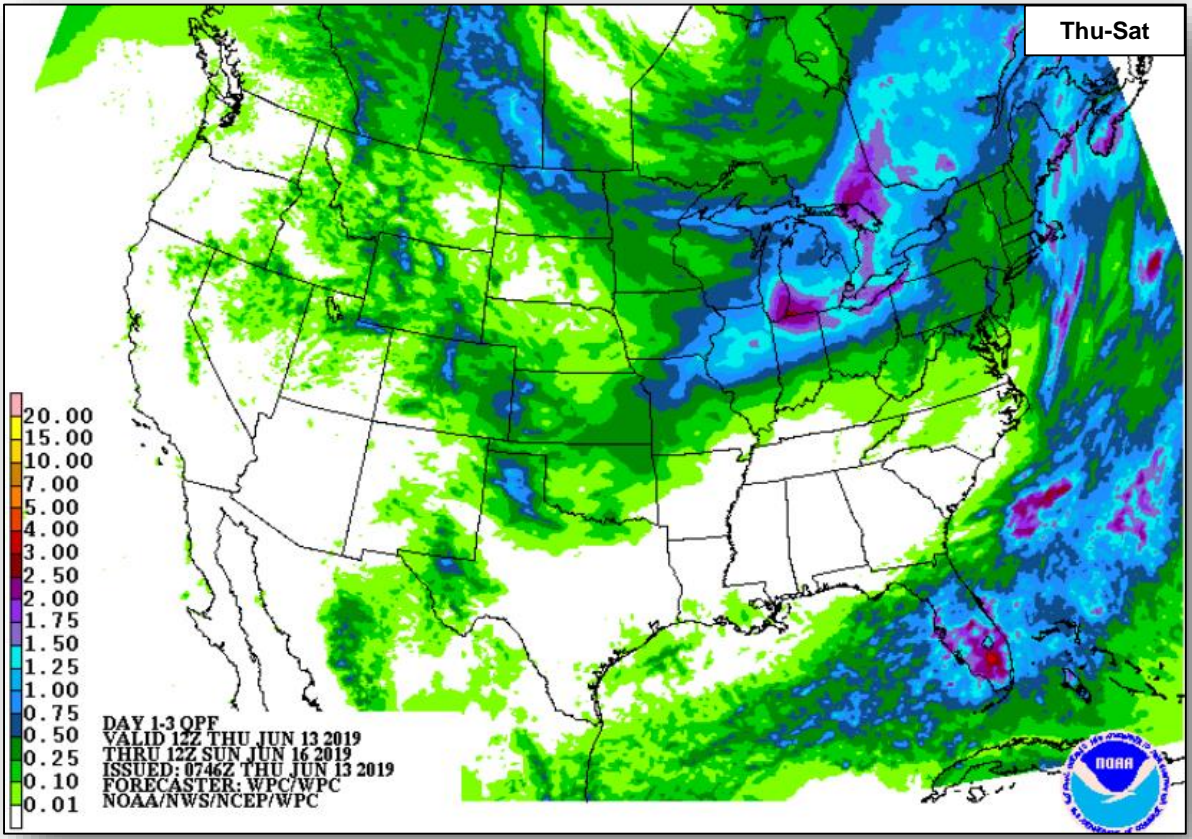 Thu-Sat
20.00
15.00
10.00
7.00
5.00
4.00
3.00
2.50
2.00
1.75
1.50
1.25
1.00
0.75
0.50
0.25
0.10
0.01
DAY 1-3 QPF
VALID 12Z THU JUN 13 2019
THRU 12Z SUN JUN 16 2019
ISSUED: 0746Z THU JUN 13 2019
FORECASTER: WPC/WPC
NOAA/NWS/NCEP/WPC
NOAA